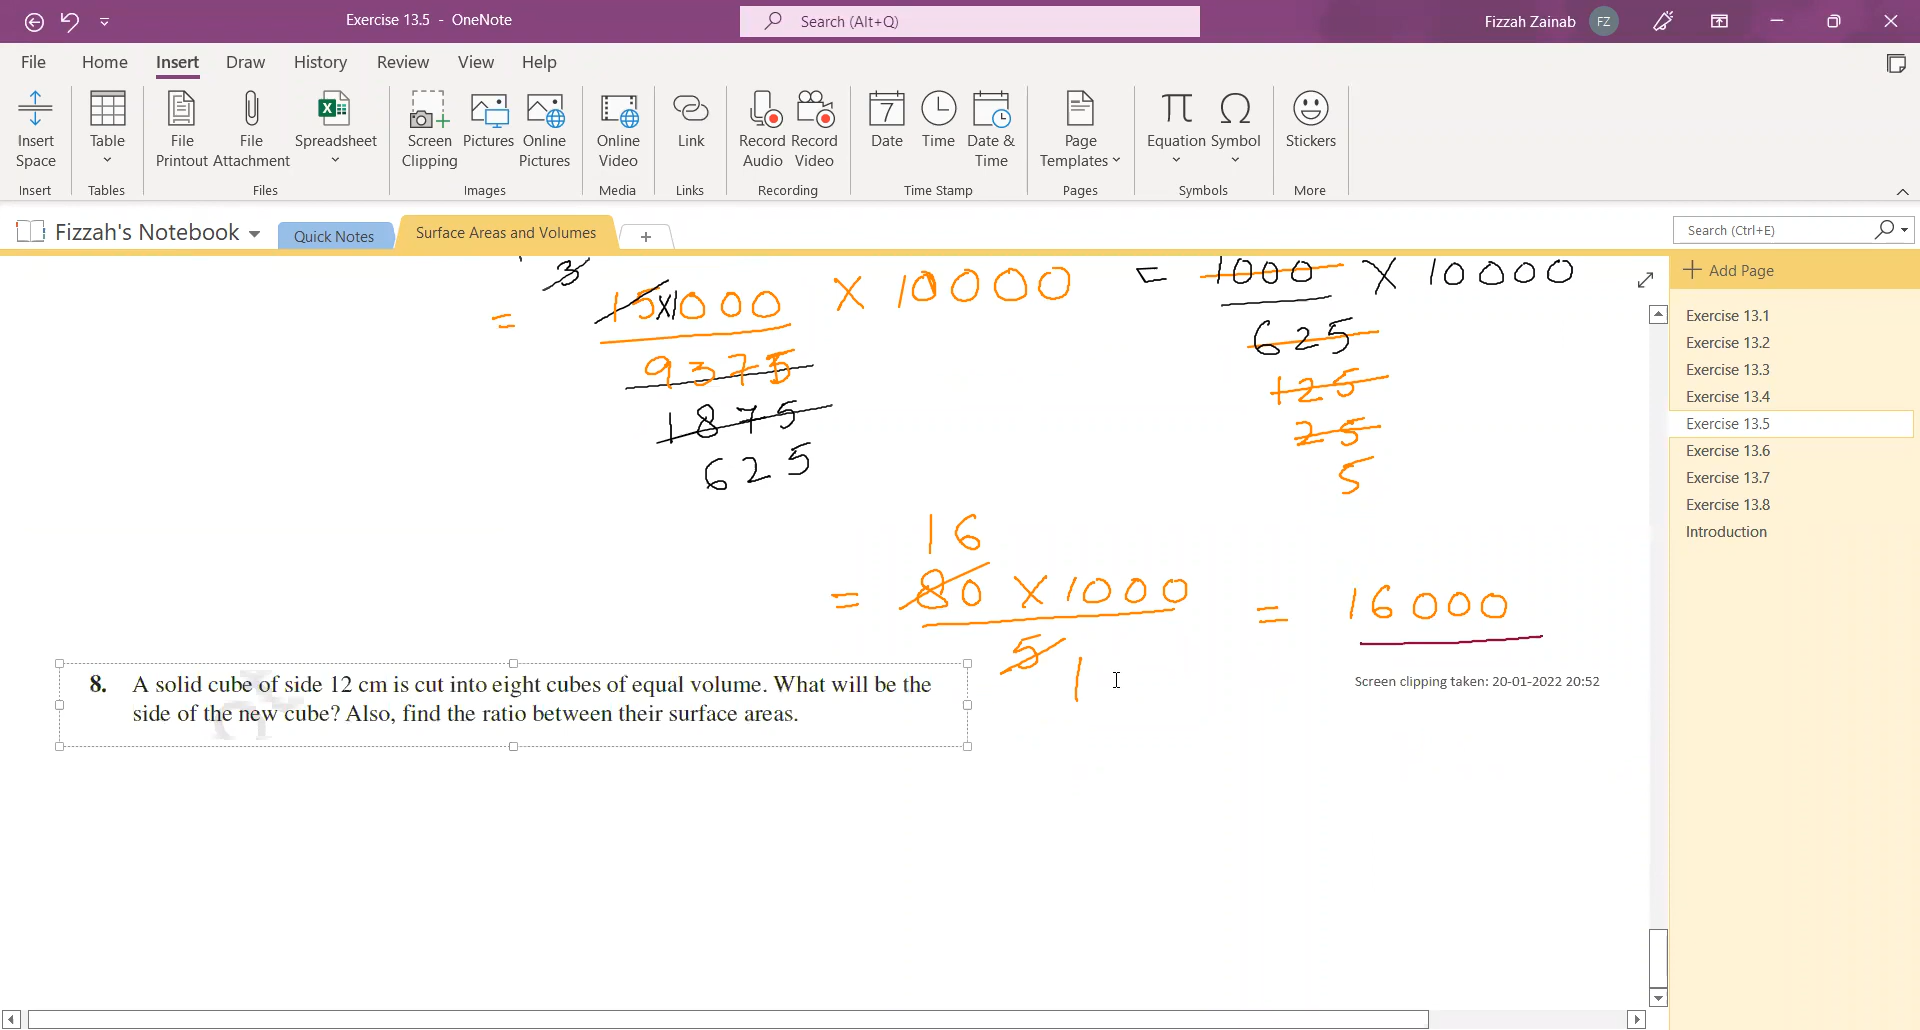 Exercise 13.5 - OneNote
Search (Alt+Q)
Fizzah Zainab
FZ
File Home Insert Draw History Review View Help
Insert Space
Table
File Printout
File Attachment
Spreadsheet
Screen Clipping
Pictures
Online Pictures
Online Video
Link
Record Audio
Record Video
7
Date
Time
Date & Time
Page Templates
π
Equation
Ω
Symbol
Stickers
Insert Tables Files Images Media Links Recording Time Stamp Pages Symbols More
Fizzah's Notebook
Quick Notes
Surface Areas and Volumes
+
Search (Ctrl+E)
Add Page
Exercise 13.1
Exercise 13.2
Exercise 13.3
Exercise 13.4
Exercise 13.5
Exercise 13.6
Exercise 13.7
Exercise 13.8
Introduction
3
= 15x1000 X 10000
9375
1875
625
= 1000 X 10000
625
125
25
5
16
= 80 X 1000 = 16000
5 1
Screen clipping taken: 20-01-2022 20:52
8. A solid cube of side 12 cm is cut into eight cubes of equal volume. What will be the
side of the new cube? Also, find the ratio between their surface areas.